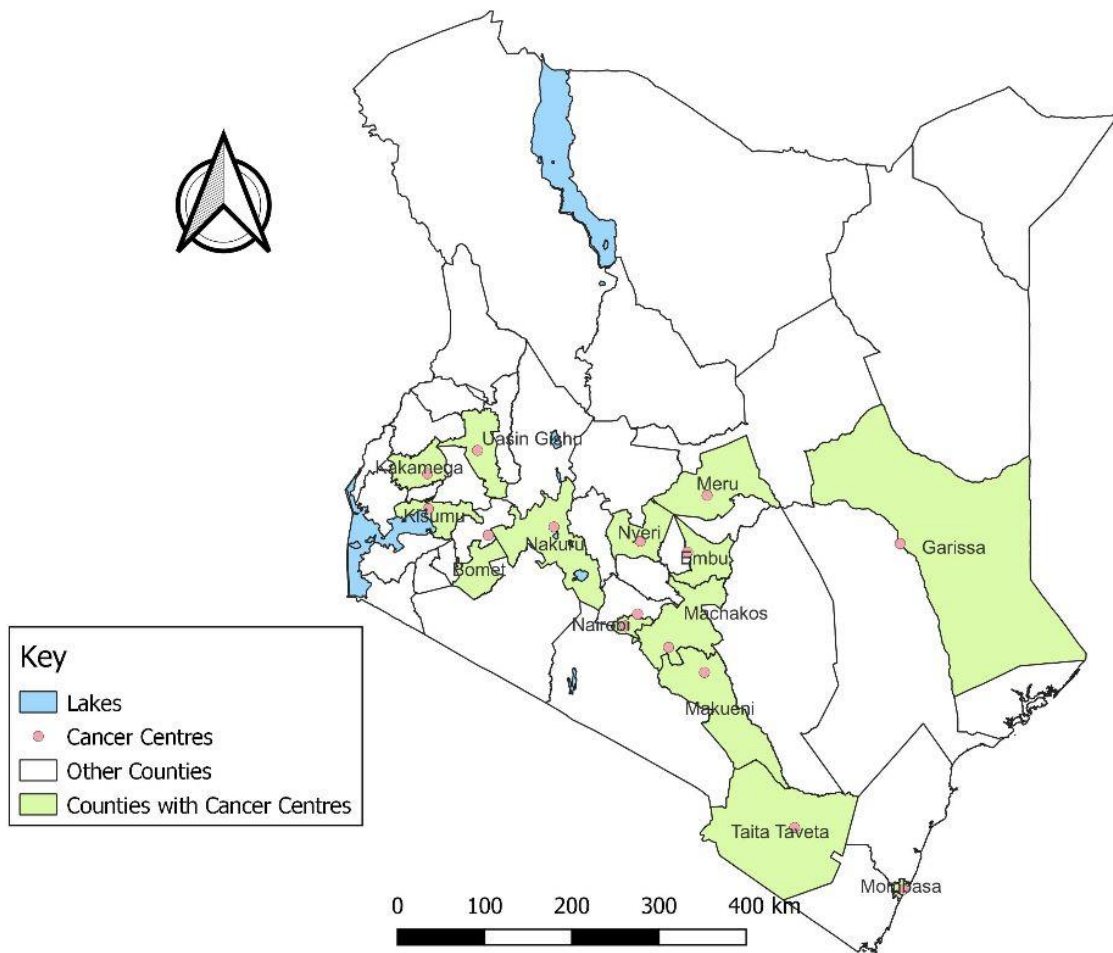 Uasin Gishu
Kakamega
Meru
Kisumu
Nyeri
Nakuru
Garissa
Embu
Bomet
Machakos
Nairobi
Makueni
Taita Taveta
Mombasa
Key
Lakes
Cancer Centres
Other Counties
Counties with Cancer Centres
0 100 200 300 400 km